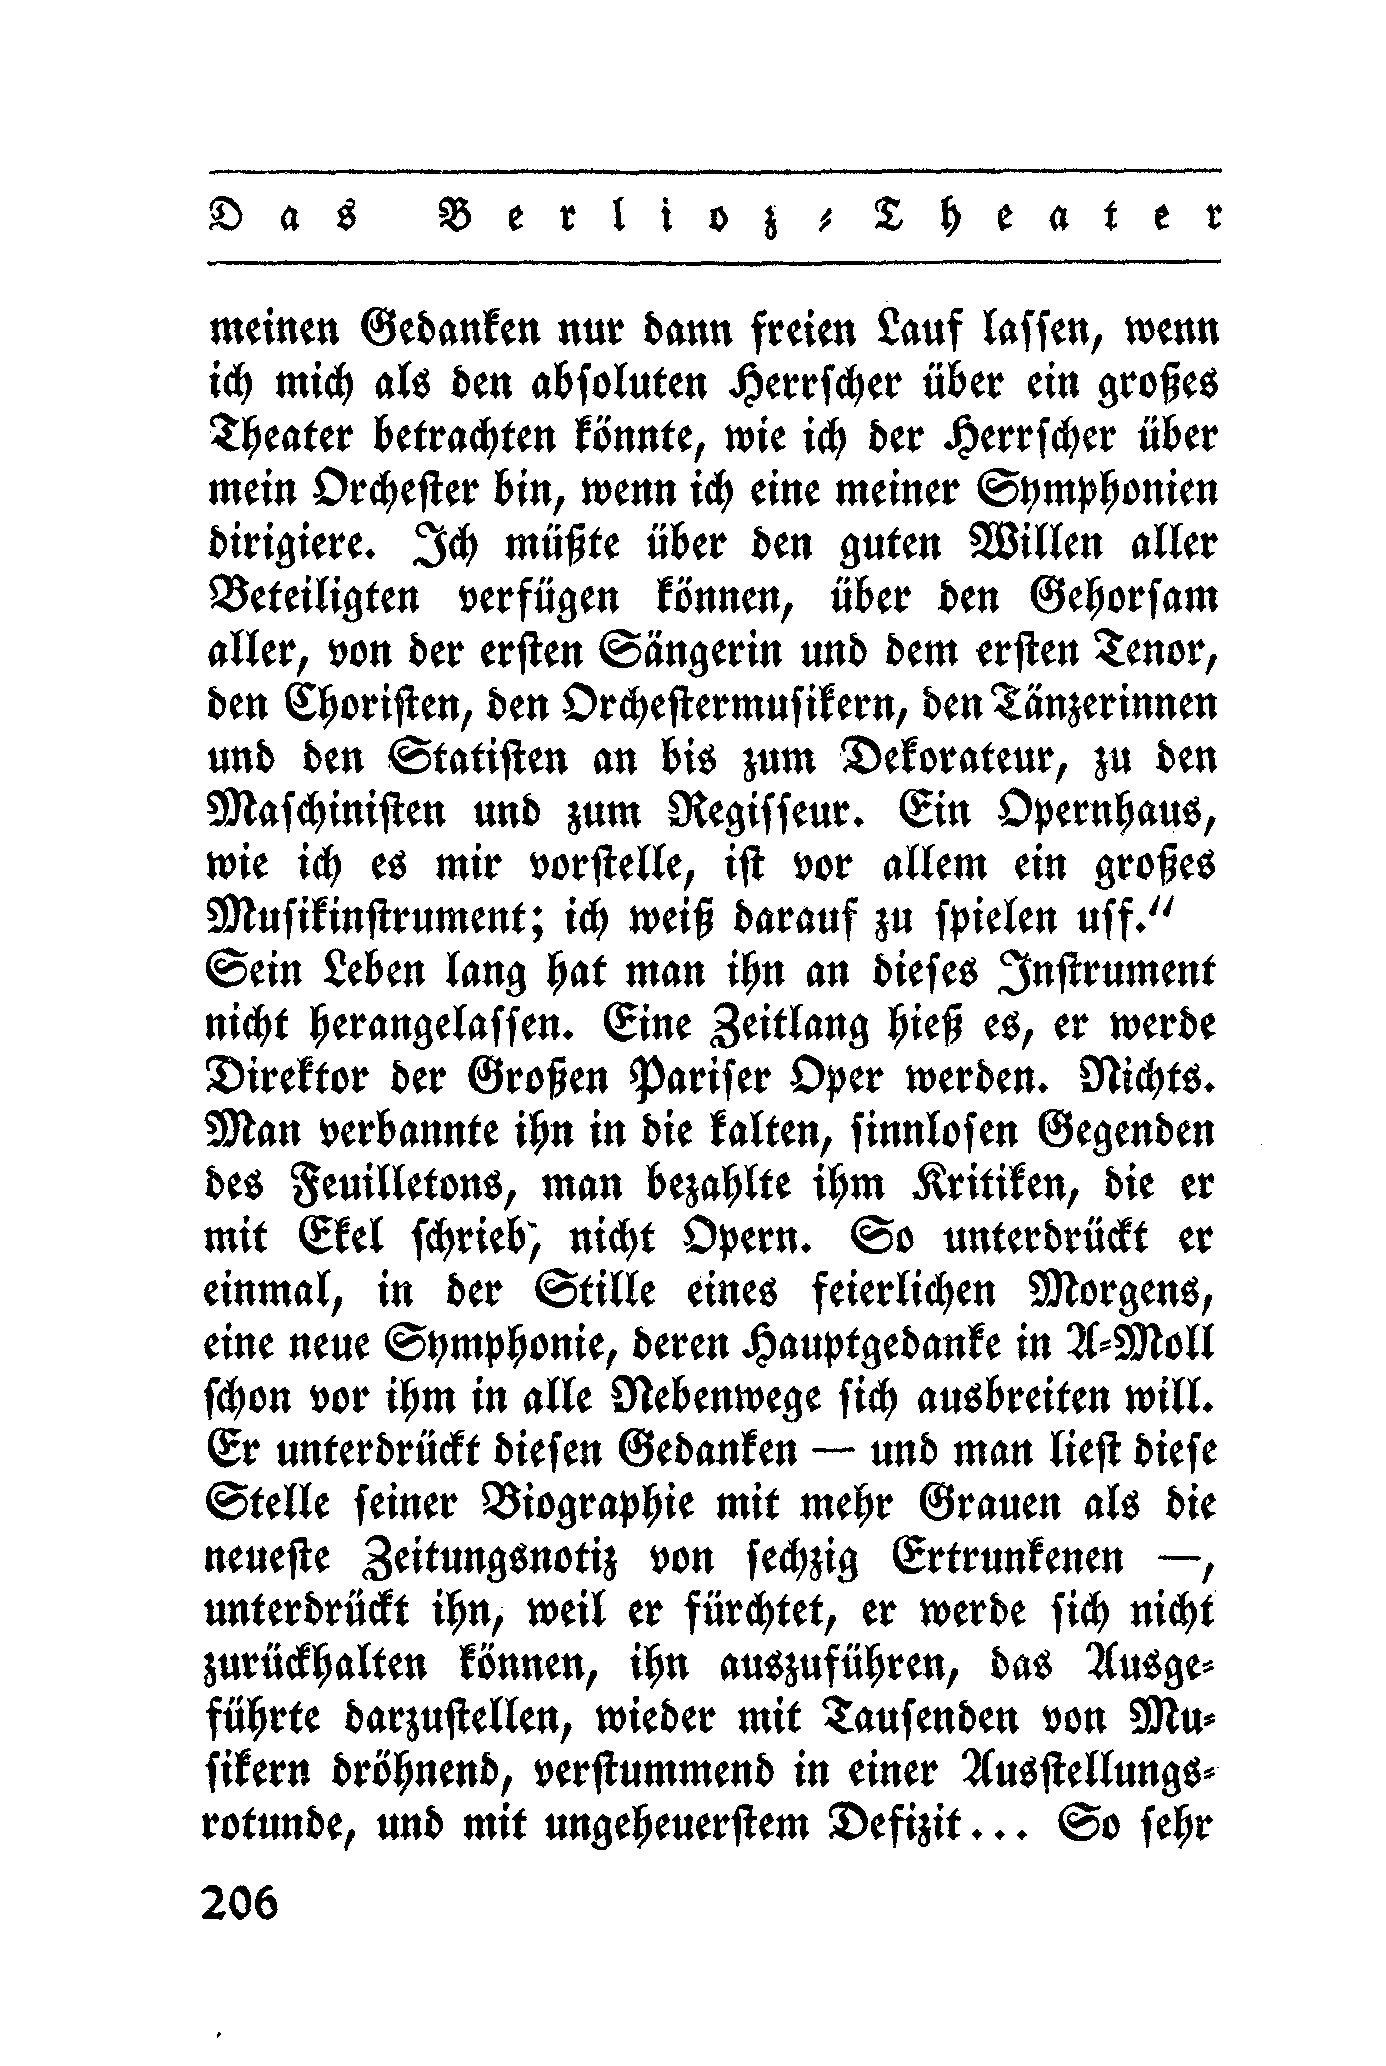 Das Berlioz-Theater
meinen Gedanken nur dann freien Lauf lassen, wenn
ich mich als den absoluten Herrscher über ein großes
Theater betrachten könnte, wie ich der Herrscher über
mein Orchester bin, wenn ich eine meiner Symphonien
dirigiere. Ich müßte über den guten Willen aller
Beteiligten verfügen können, über den Gehorsam
aller, von der ersten Sängerin und dem ersten Tenor,
den Choristen, den Orchestermusikern, den Tänzerinnen
und den Statisten an bis zum Dekorateur, zu den
Maschinisten und zum Regisseur. Ein Opernhaus,
wie ich es mir vorstelle, ist vor allem ein großes
Musikinstrument; ich weiß darauf zu spielen usf.“
Sein Leben lang hat man ihn an dieses Instrument
nicht herangelassen. Eine Zeitlang hieß es, er werde
Direktor der Großen Pariser Oper werden. Nichts.
Man verbannte ihn in die kalten, sinnlosen Gegenden
des Feuilletons, man bezahlte ihm Kritiken, die er
mit Ekel schrieb, nicht Opern. So unterdrückt er
einmal, in der Stille eines feierlichen Morgens,
eine neue Symphonie, deren Hauptgedanke in A-Moll
schon vor ihm in alle Nebenwege sich ausbreiten will.
Er unterdrückt diesen Gedanken — und man liest diese
Stelle seiner Biographie mit mehr Grauen als die
neueste Zeitungsnotiz von sechzig Ertrunkenen —,
unterdrückt ihn, weil er fürchtet, er werde sich nicht
zurückhalten können, ihn auszuführen, das Ausge-
führte darzustellen, wieder mit Tausenden von Mu-
sikern dröhnend, verstummend in einer Ausstellungs-
rotunde, und mit ungeheuerstem Defizit... So sehr
206